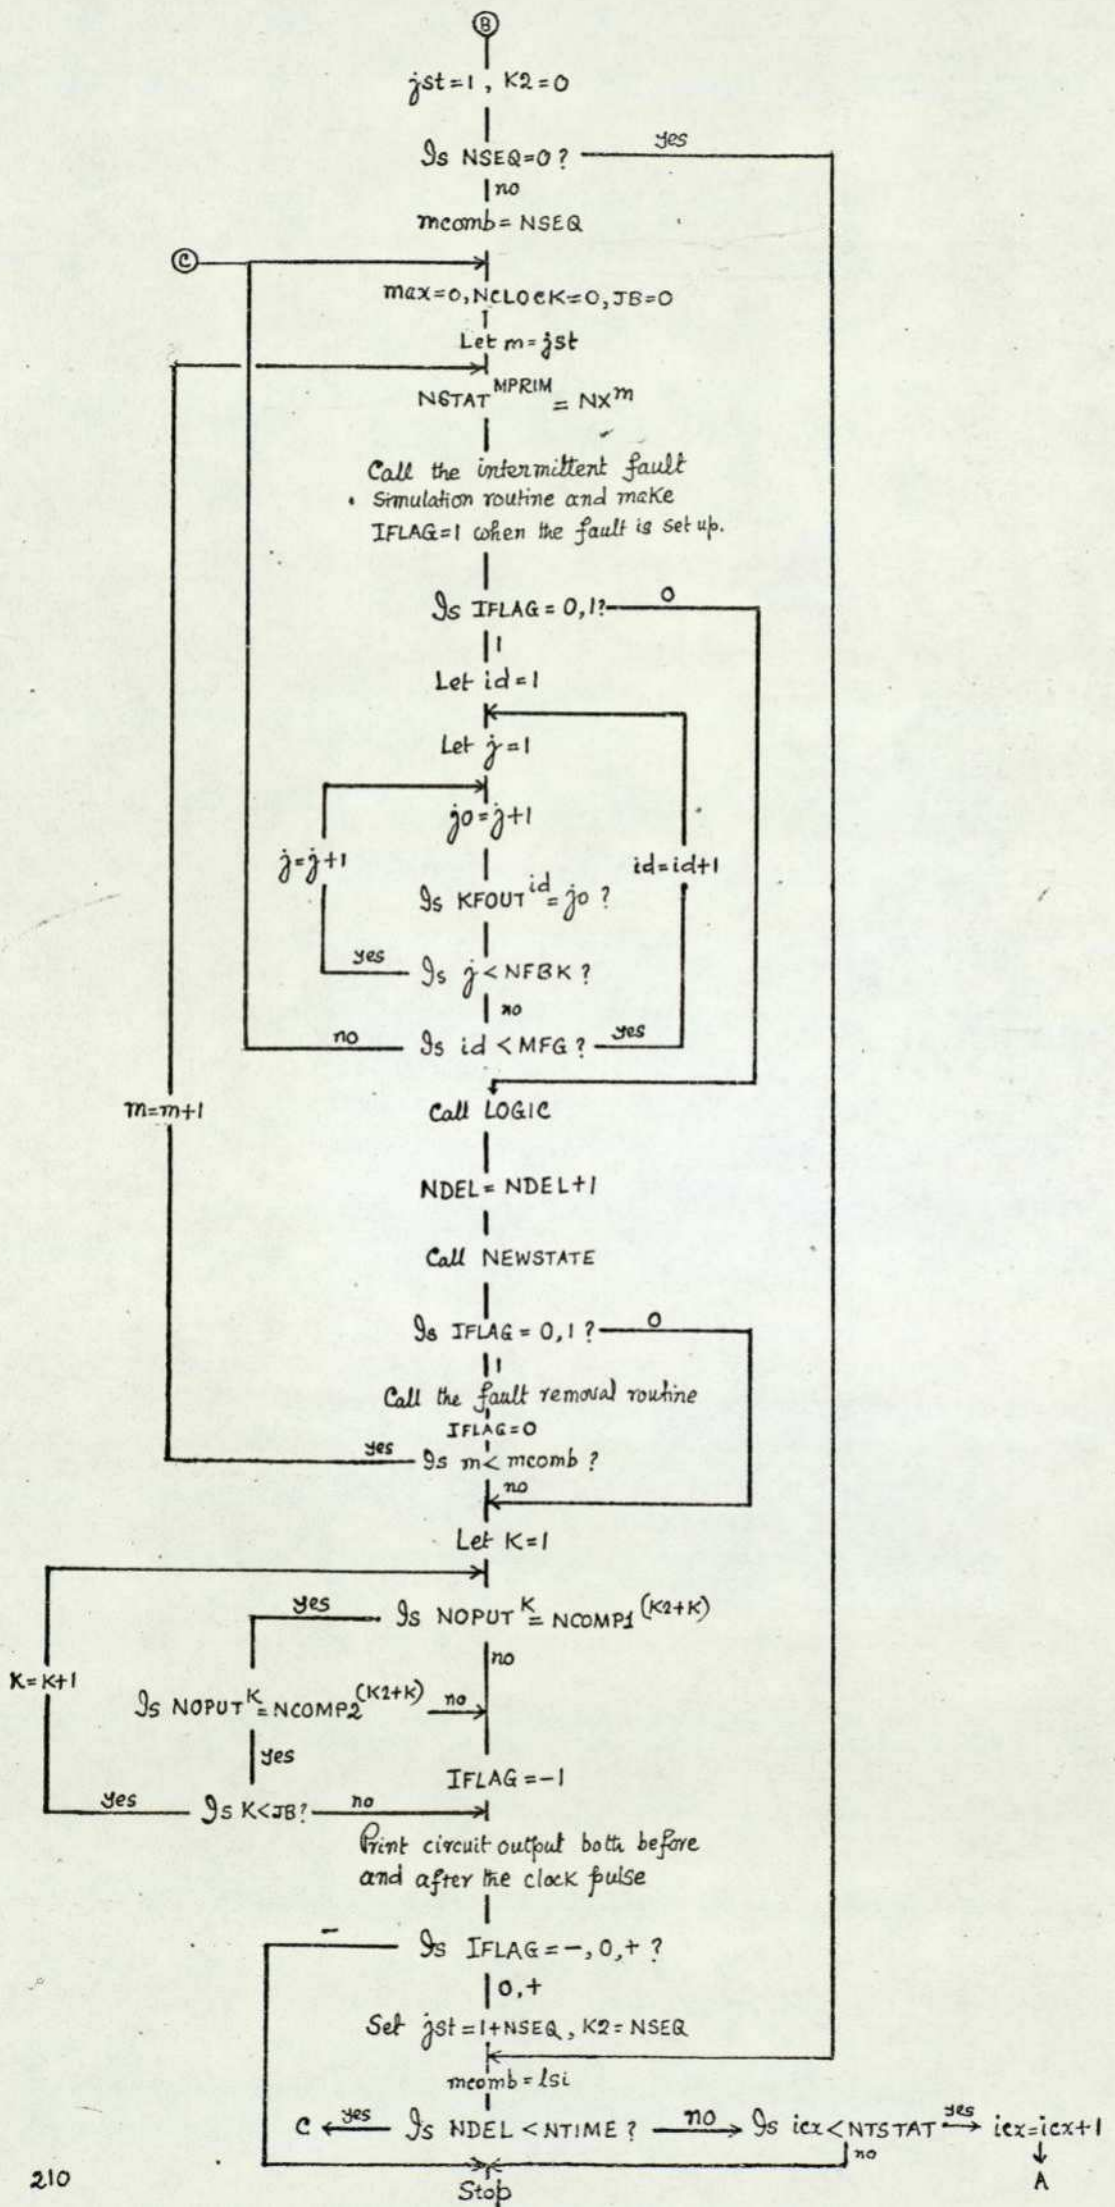 B
jst=1, K2=0
Is NSEQ=0? yes
no
mcomb=NSEQ
C
max=0, NCLOCK=0, JB=0
Let m=jst
NSTAT^MPRIM = NX^m
Call the intermittent fault
Simulation routine and make
IFLAG=1 when the fault is set up.
Is IFLAG=0,1? 0
1
Let id=1
Let j=1
j0=j+1
j=j+1
id=id+1
Is KFOUT^id=j0?
yes Is j<NFBK?
no
no Is id<MFG? yes
m=m+1
Call LOGIC
NDEL=NDEL+1
Call NEWSTATE
Is IFLAG=0,1? 0
1
Call the fault removal routine
IFLAG=0
yes Is m<mcomb?
no
Let K=1
yes Is NOPUT^K=NCOMP1^(K2+K)
no
K=K+1
Is NOPUT^K=NCOMP2^(K2+K) no
yes
IFLAG=-1
yes Is K<JB? no
Print circuit output both before
and after the clock pulse
- Is IFLAG=-,0,+?
0,+
Set jst=1+NSEQ, K2=NSEQ
mcomb=lsi
C yes Is NDEL<NTIME? no Is icx<NTSTAT yes icx=icx+1
no
210
Stop
A